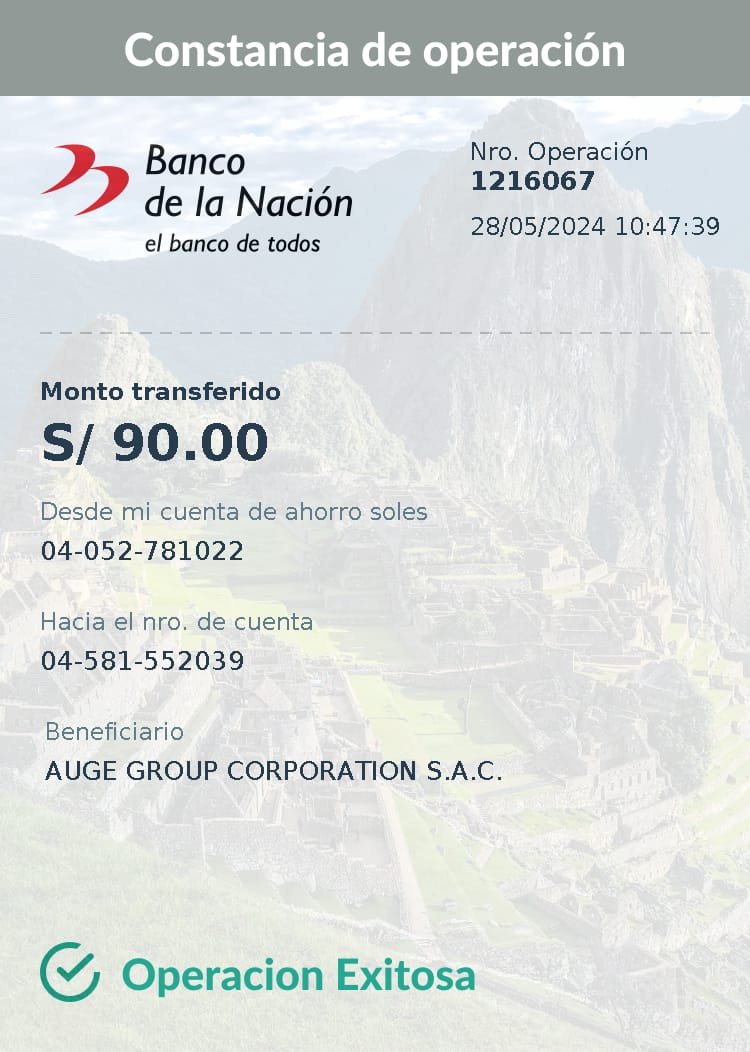 Constancia de operación
Banco
de la Nación
el banco de todos
Nro. Operación
1216067
28/05/2024 10:47:39
Monto transferido
S/ 90.00
Desde mi cuenta de ahorro soles
04-052-781022
Hacia el nro. de cuenta
04-581-552039
Beneficiario
AUGE GROUP CORPORATION S.A.C.
Operacion Exitosa